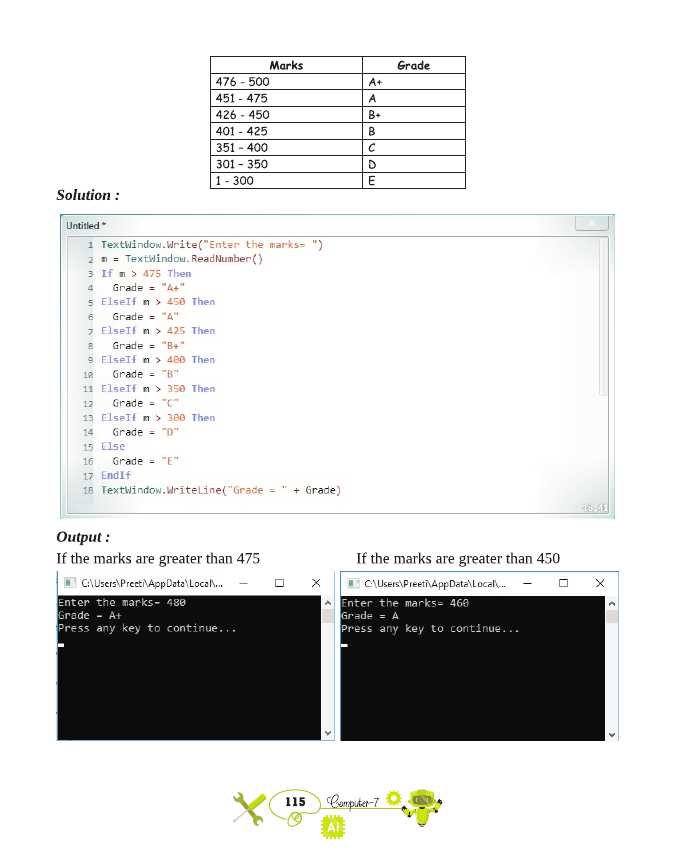 Marks Grade
476 - 500 A+
451 - 475 A
426 - 450 B+
401 - 425 B
351 - 400 C
301 - 350 D
1 - 300 E
Solution :
Untitled *
1 TextWindow.Write("Enter the marks= ")
2 m = TextWindow.ReadNumber()
3 If m > 475 Then
4 Grade = "A+"
5 ElseIf m > 450 Then
6 Grade = "A"
7 ElseIf m > 425 Then
8 Grade = "B+"
9 ElseIf m > 400 Then
10 Grade = "B"
11 ElseIf m > 350 Then
12 Grade = "C"
13 ElseIf m > 300 Then
14 Grade = "D"
15 Else
16 Grade = "E"
17 EndIf
18 TextWindow.WriteLine("Grade = " + Grade)
18,41
Output :
If the marks are greater than 475 If the marks are greater than 450
C:\Users\Preeti\AppData\Local\... C:\Users\Preeti\AppData\Local\...
Enter the marks= 480 Enter the marks= 460
Grade = A+ Grade = A
Press any key to continue... Press any key to continue...
115 Computer-7
AI